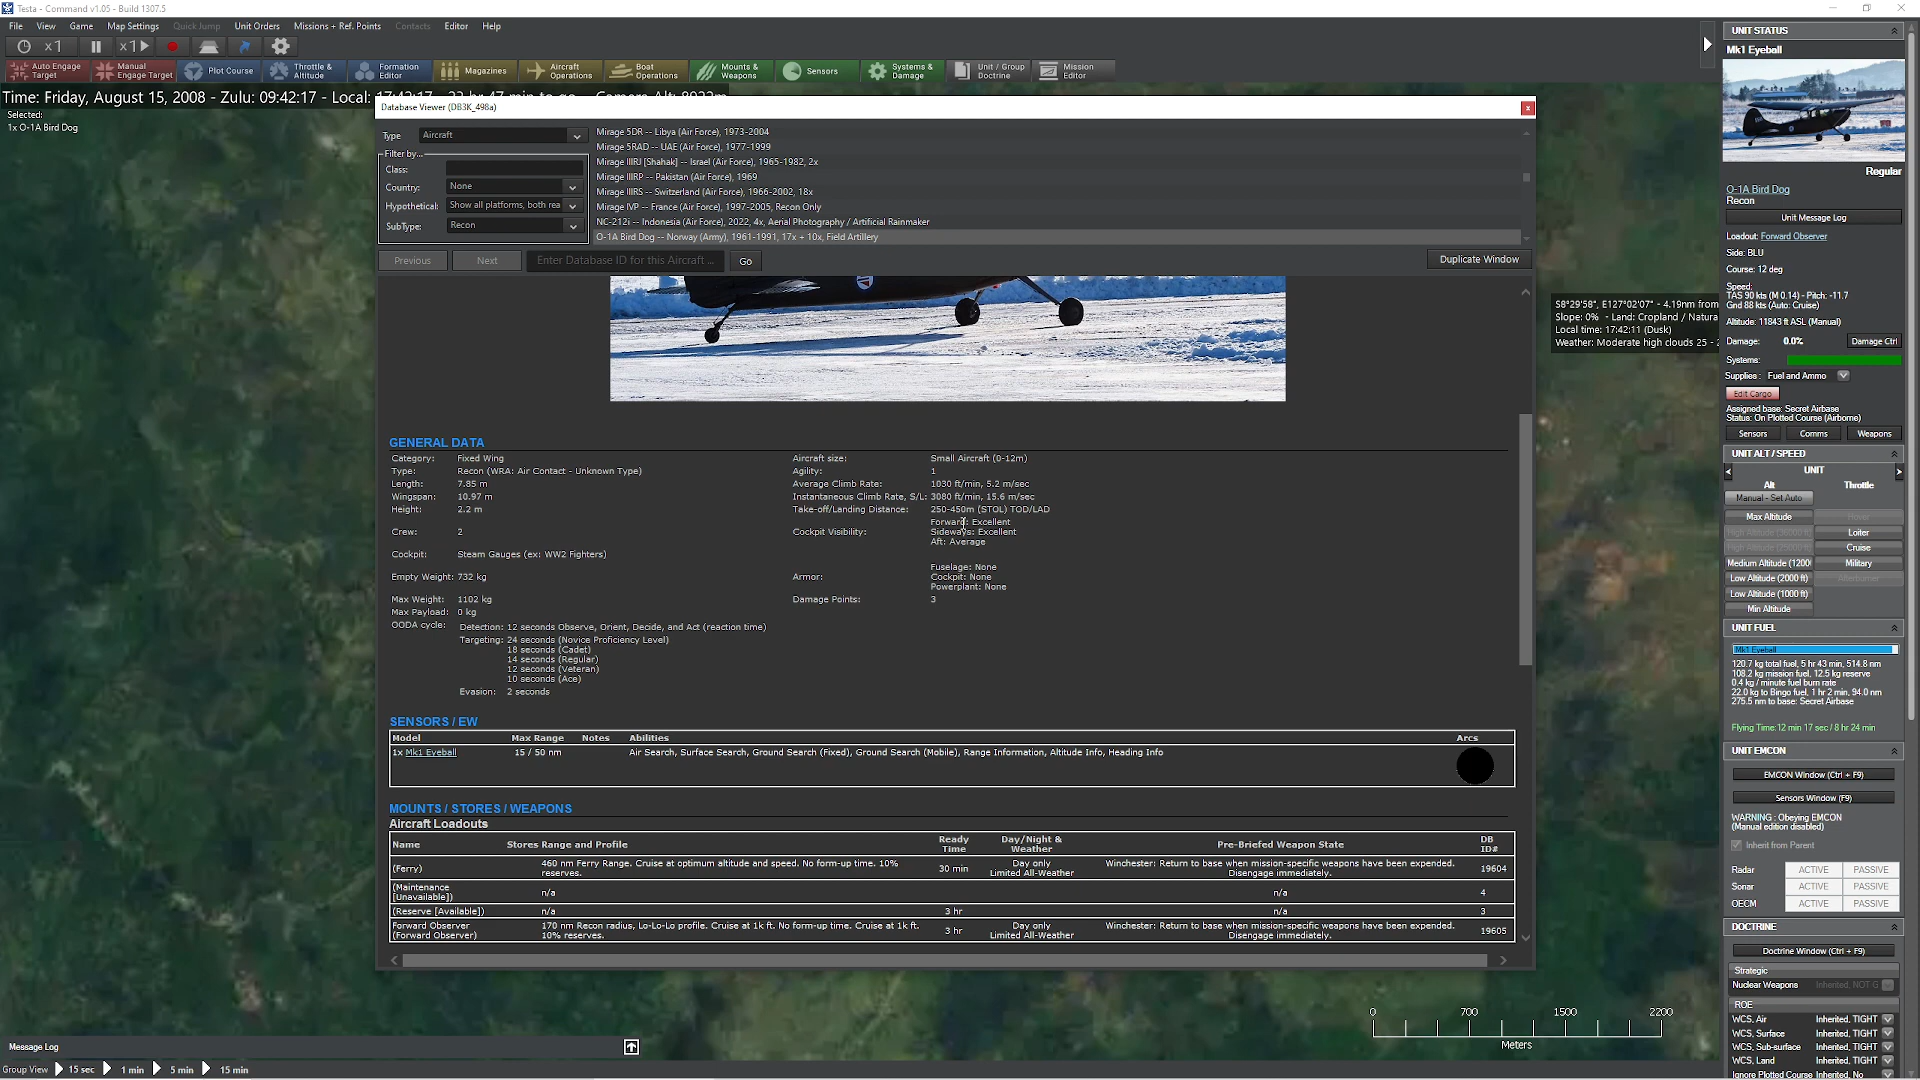 Testa - Command v1.05 - Build 1307.5
File View Game Map Settings Quick Jump Unit Orders Missions + Ref. Points Contacts Editor Help
x1 x1
Auto Engage Target
Manual Engage Target
Plot Course
Throttle & Altitude
Formation Editor
Magazines
Aircraft Operations
Boat Operations
Mounts & Weapons
Sensors
Systems & Damage
Unit / Group Doctrine
Mission Editor
Time: Friday, August 15, 2008 - Zulu: 09:42:17 - Local:
Selected:
1x O-1A Bird Dog
Database Viewer (DB3K_498a)
x
Type Aircraft
Filter by...
Class:
Country: None
Hypothetical: Show all platforms, both rea
SubType: Recon
Mirage 5DR -- Libya (Air Force), 1973-2004
Mirage 5RAD -- UAE (Air Force), 1977-1999
Mirage IIIRJ [Shahak] -- Israel (Air Force), 1965-1982, 2x
Mirage IIIRP -- Pakistan (Air Force), 1969
Mirage IIIRS -- Switzerland (Air Force), 1966-2002, 18x
Mirage IVP -- France (Air Force), 1997-2005, Recon Only
NC-212i -- Indonesia (Air Force), 2022, 4x, Aerial Photography / Artificial Rainmaker
O-1A Bird Dog -- Norway (Army), 1961-1991, 17x + 10x, Field Artillery
Previous Next Enter Database ID for this Aircraft ... Go Duplicate Window
GENERAL DATA
Category: Fixed Wing
Type: Recon (WRA: Air Contact - Unknown Type)
Length: 7.85 m
Wingspan: 10.97 m
Height: 2.2 m
Crew: 2
Cockpit: Steam Gauges (ex: WW2 Fighters)
Empty Weight: 732 kg
Max Weight: 1102 kg
Max Payload: 0 kg
OODA cycle: Detection: 12 seconds Observe, Orient, Decide, and Act (reaction time)
Targeting: 24 seconds (Novice Proficiency Level)
18 seconds (Cadet)
14 seconds (Regular)
12 seconds (Veteran)
10 seconds (Ace)
Evasion: 2 seconds
Aircraft size: Small Aircraft (0-12m)
Agility: 1
Average Climb Rate: 1030 ft/min, 5.2 m/sec
Instantaneous Climb Rate, S/L: 3080 ft/min, 15.6 m/sec
Take-off/Landing Distance: 250-450m (STOL) TOD/LAD
Cockpit Visibility: Forward: Excellent
Sideways: Excellent
Aft: Average
Armor: Fuselage: None
Cockpit: None
Powerplant: None
Damage Points: 3
SENSORS / EW
Model Max Range Notes Abilities Arcs
1x Mk1 Eyeball 15 / 50 nm Air Search, Surface Search, Ground Search (Fixed), Ground Search (Mobile), Range Information, Altitude Info, Heading Info
MOUNTS / STORES / WEAPONS
Aircraft Loadouts
Name Stores Range and Profile Ready Time Day/Night & Weather Pre-Briefed Weapon State DB ID#
(Ferry) 460 nm Ferry Range. Cruise at optimum altitude and speed. No form-up time. 10% reserves. 30 min Day only Limited All-Weather Winchester: Return to base when mission-specific weapons have been expended. Disengage immediately. 19604
(Maintenance [Unavailable]) n/a n/a 4
(Reserve [Available]) n/a 3 hr n/a 3
Forward Observer (Forward Observer) 170 nm Recon radius, Lo-Lo-Lo profile. Cruise at 1k ft. No form-up time. Cruise at 1k ft. 10% reserves. 3 hr Day only Limited All-Weather Winchester: Return to base when mission-specific weapons have been expended. Disengage immediately. 19605
S8°29'58", E127°02'07" - 4.19nm from
Slope: 0% - Land: Cropland / Natura
Local time: 17:42:11 (Dusk)
Weather: Moderate high clouds 25 -
UNIT STATUS
Mk1 Eyeball
Regular
O-1A Bird Dog
Recon
Unit Message Log
Loadout: Forward Observer
Side: BLU
Course: 12 deg
Speed:
TAS 90 kts (M 0.14) - Pitch: -11.7
Gnd 88 kts (Auto: Cruise)
Altitude: 11843 ft ASL (Manual)
Damage: 0.0% Damage Ctrl
Systems:
Supplies: Fuel and Ammo
Edit Cargo
Assigned base: Secret Airbase
Status: On Plotted Course (Airborne)
Sensors Comms Weapons
UNIT ALT / SPEED
< UNIT >
Alt Throttle
Manual - Set Auto
Max Altitude
Loiter
Cruise
Medium Altitude (1200 Military
Low Altitude (2000 ft) Afterburner
Low Altitude (1000 ft)
Min Altitude
UNIT FUEL
Mk1 Eyeball
120.7 kg total fuel, 5 hr 43 min, 514.8 nm
108.2 kg mission fuel, 12.5 kg reserve
0.4 kg / minute fuel burn rate
22.0 kg to Bingo fuel, 1 hr 2 min, 94.0 nm
275.5 nm to base: Secret Airbase
Flying Time: 12 min 17 sec / 8 hr 24 min
UNIT EMCON
EMCON Window (Ctrl + F9)
Sensors Window (F9)
WARNING : Obeying EMCON
(Manual edition disabled)
Inherit from Parent
Radar ACTIVE PASSIVE
Sonar ACTIVE PASSIVE
OECM ACTIVE PASSIVE
DOCTRINE
Doctrine Window (Ctrl + F9)
Strategic
Nuclear Weapons Inherited, NOT G
ROE
WCS, Air Inherited, TIGHT
WCS, Surface Inherited, TIGHT
WCS, Sub-surface Inherited, TIGHT
WCS, Land Inherited, TIGHT
Ignore Plotted Course Inherited, No
0 700 1500 2200
Meters
Message Log
Group View 15 sec 1 min 5 min 15 min